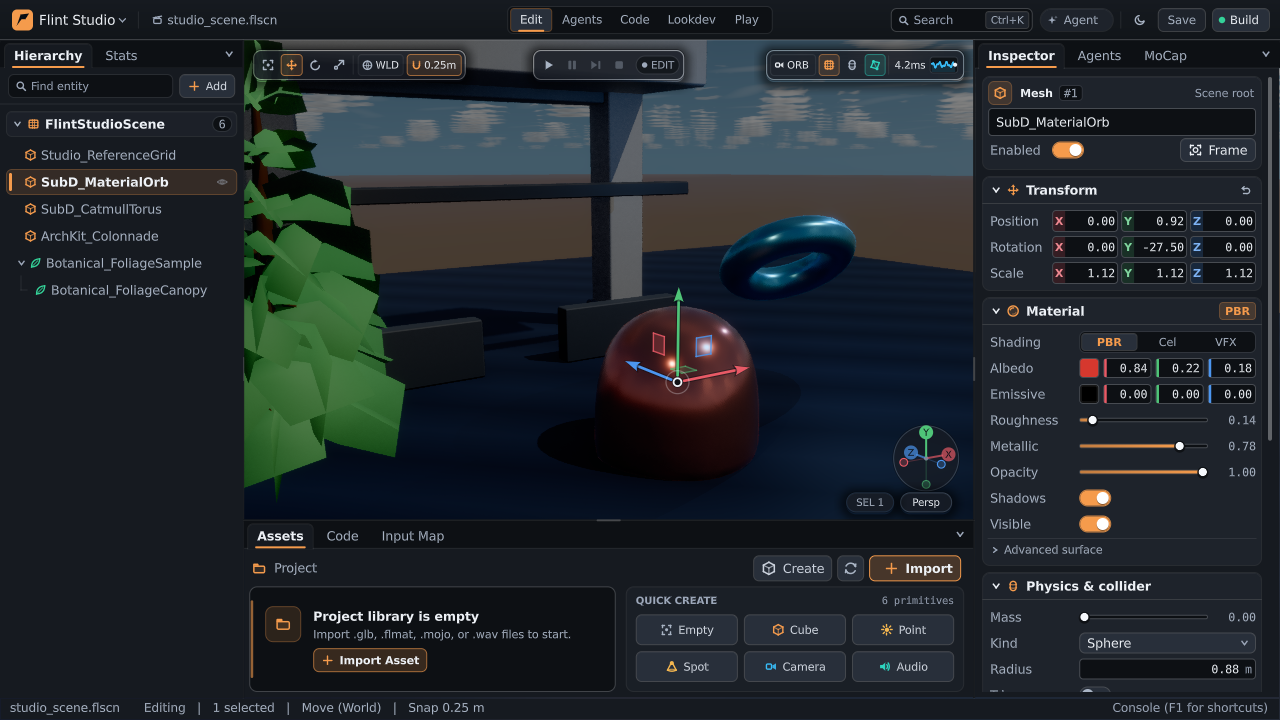 Flint Studio
studio_scene.flscn
Edit
Agents
Code
Lookdev
Play
Search
Ctrl+K
Agent
Save
Build
Hierarchy
Stats
Find entity
Add
FlintStudioScene
6
Studio_ReferenceGrid
SubD_MaterialOrb
SubD_CatmullTorus
ArchKit_Colonnade
Botanical_FoliageSample
Botanical_FoliageCanopy
WLD
0.25m
EDIT
ORB
4.2ms
Y
Z
X
SEL 1
Persp
Assets
Code
Input Map
Project
Create
Import
Project library is empty
Import .glb, .flmat, .mojo, or .wav files to start.
Import Asset
QUICK CREATE
6 primitives
Empty
Cube
Point
Spot
Camera
Audio
Inspector
Agents
MoCap
Mesh
#1
Scene root
SubD_MaterialOrb
Enabled
Frame
Transform
Position X 0.00 Y 0.92 Z 0.00
Rotation X 0.00 Y -27.50 Z 0.00
Scale X 1.12 Y 1.12 Z 1.12
Material
PBR
Shading PBR Cel VFX
Albedo 0.84 0.22 0.18
Emissive 0.00 0.00 0.00
Roughness 0.14
Metallic 0.78
Opacity 1.00
Shadows
Visible
Advanced surface
Physics & collider
Mass 0.00
Kind Sphere
Radius 0.88 m
studio_scene.flscn
Editing | 1 selected | Move (World) | Snap 0.25 m
Console (F1 for shortcuts)